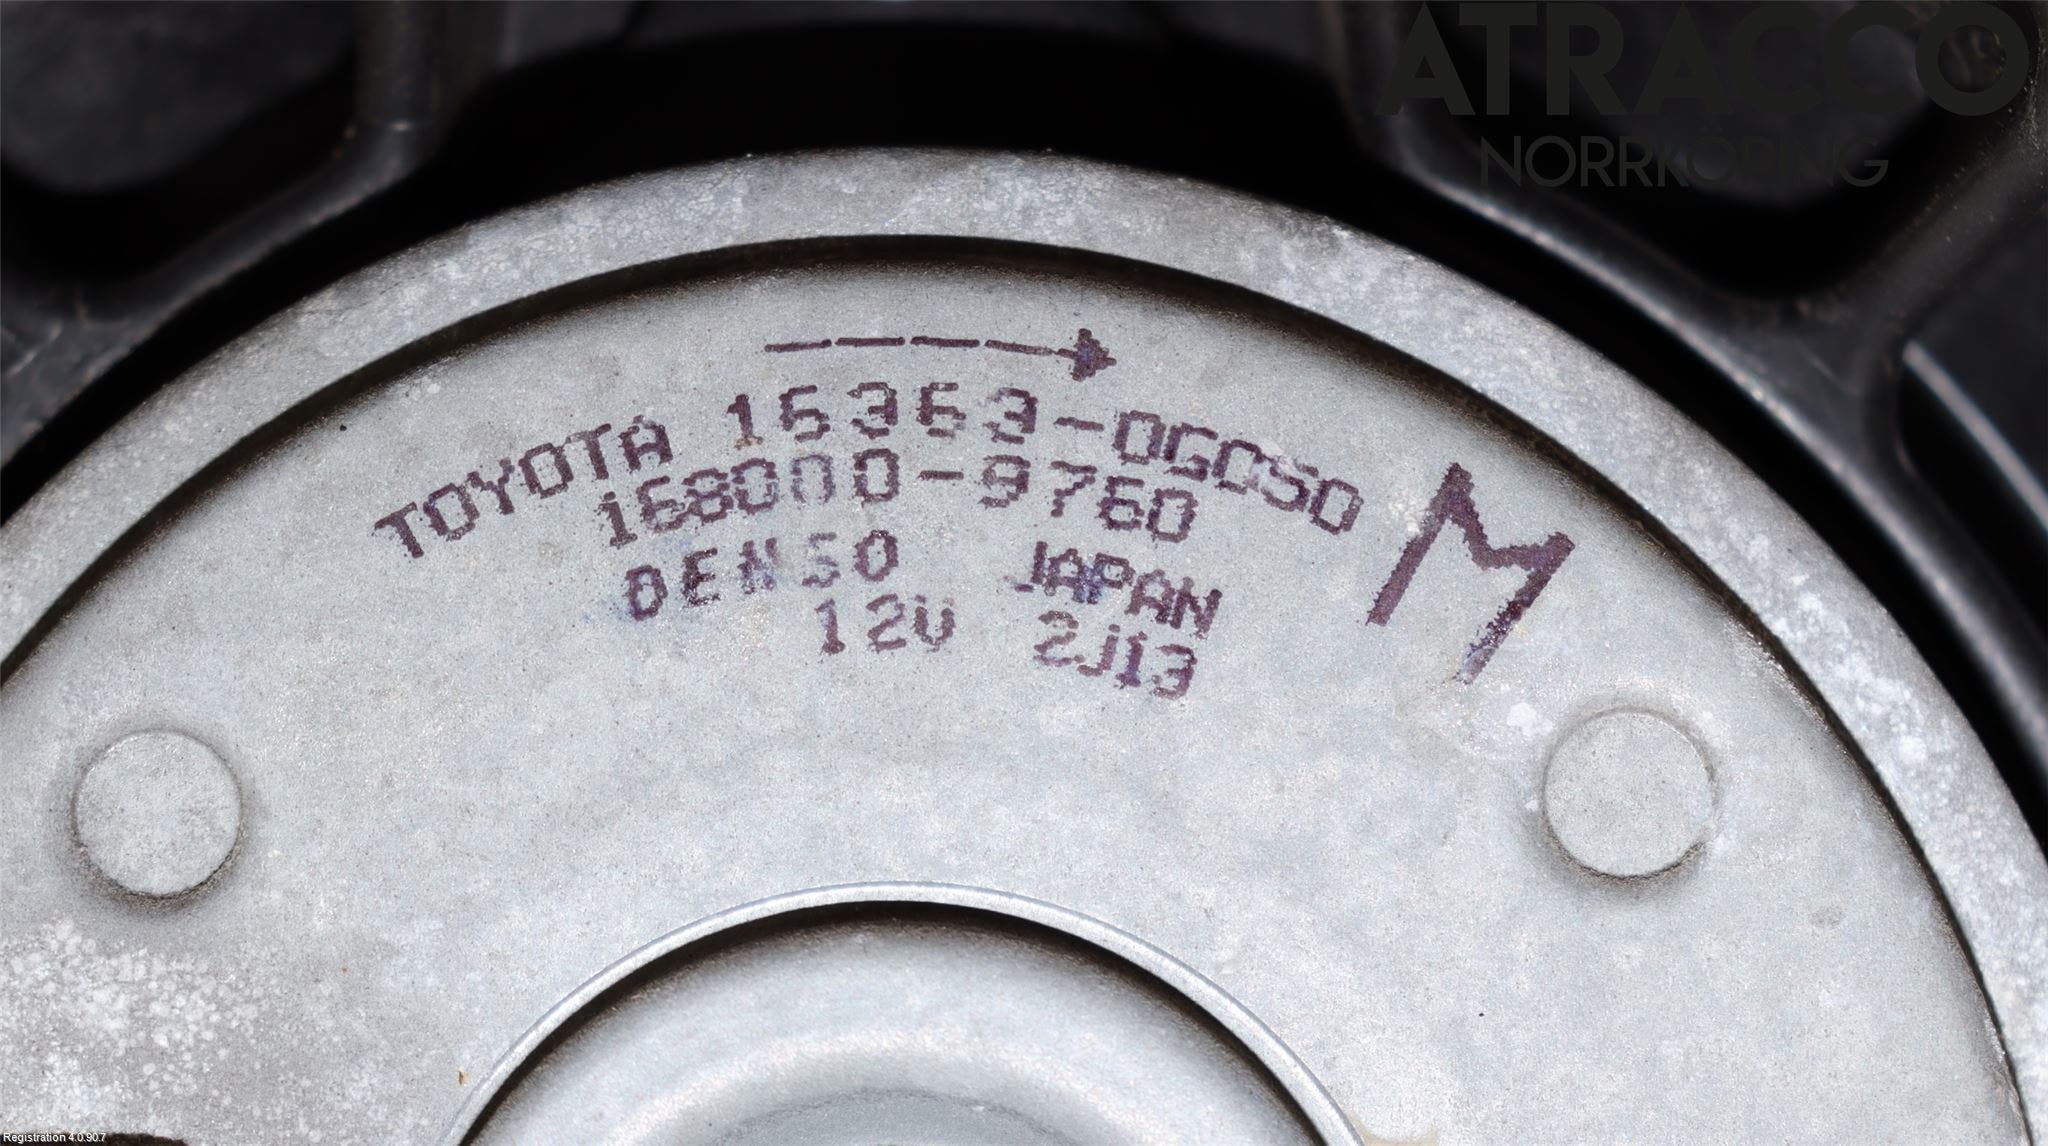 ATRACCO
NORRKÖPING
TOYOTA 16363-0G050
168000-9760
M
DENSO JAPAN
12V 2J13
Registration 4.0.90.7